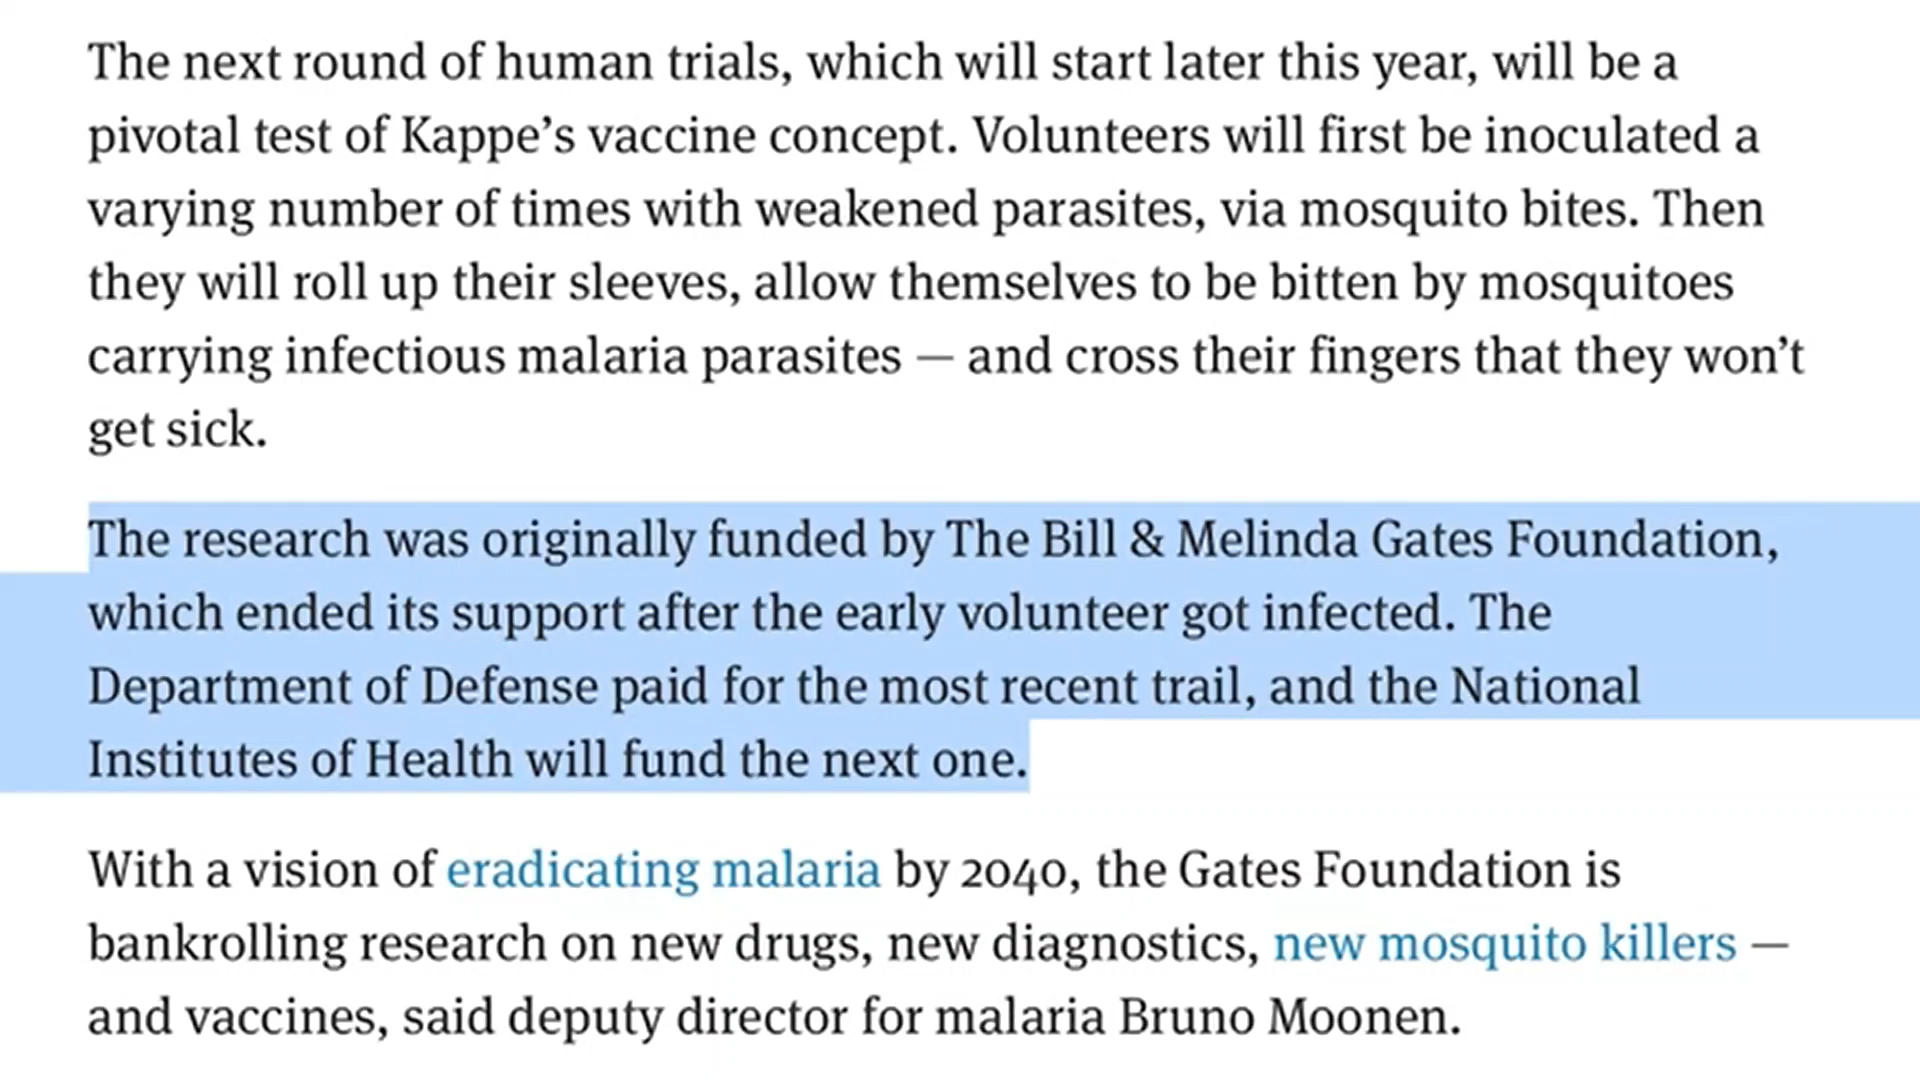 The next round of human trials, which will start later this year, will be a
pivotal test of Kappe’s vaccine concept. Volunteers will first be inoculated a
varying number of times with weakened parasites, via mosquito bites. Then
they will roll up their sleeves, allow themselves to be bitten by mosquitoes
carrying infectious malaria parasites — and cross their fingers that they won’t
get sick.
The research was originally funded by The Bill & Melinda Gates Foundation,
which ended its support after the early volunteer got infected. The
Department of Defense paid for the most recent trail, and the National
Institutes of Health will fund the next one.
With a vision of eradicating malaria by 2040, the Gates Foundation is
bankrolling research on new drugs, new diagnostics, new mosquito killers —
and vaccines, said deputy director for malaria Bruno Moonen.